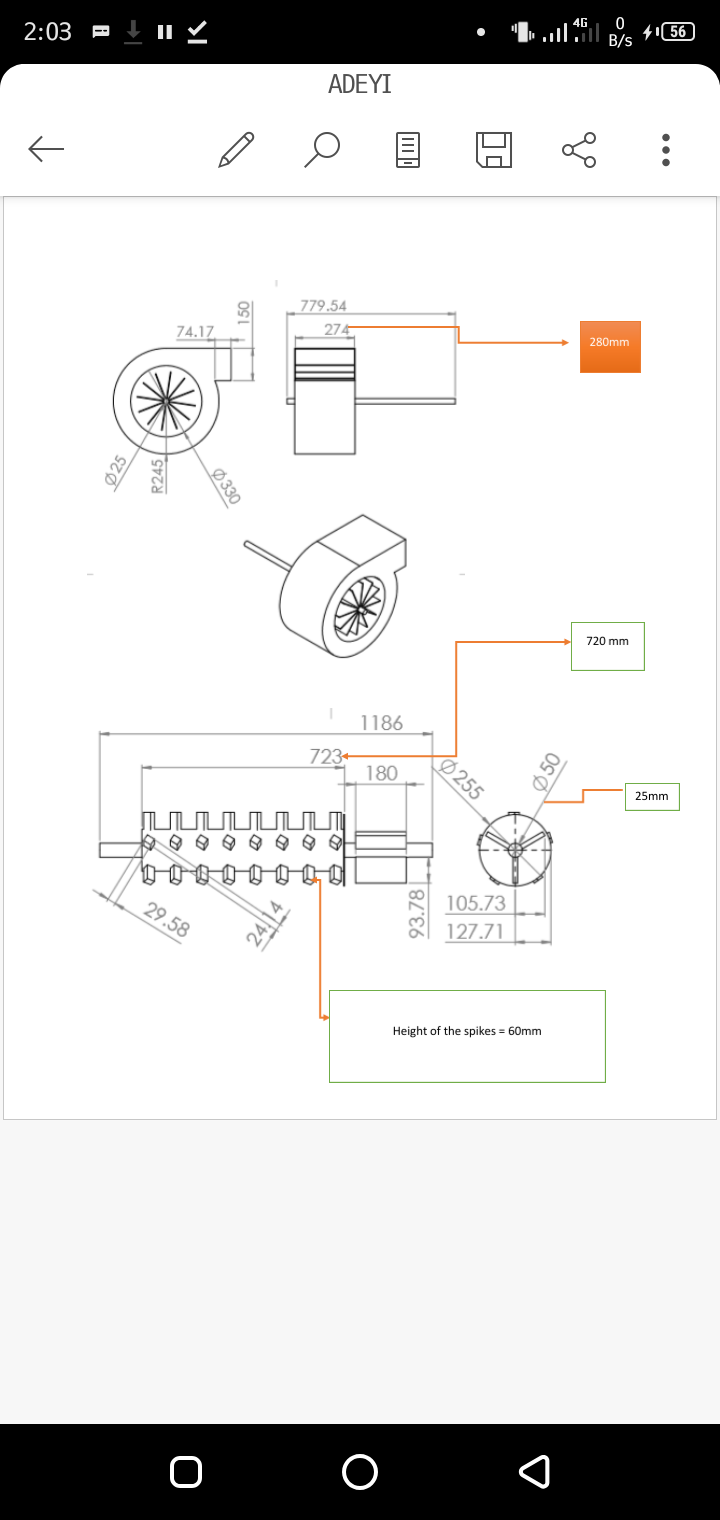 2:03
4G
0
B/s
56
ADEYI
779.54
150
74.17
274
280mm
Ø25
R245
Ø330
720 mm
1186
723
180
Ø255
Ø50
25mm
29.58
24.14
93.78
105.73
127.71
Height of the spikes = 60mm